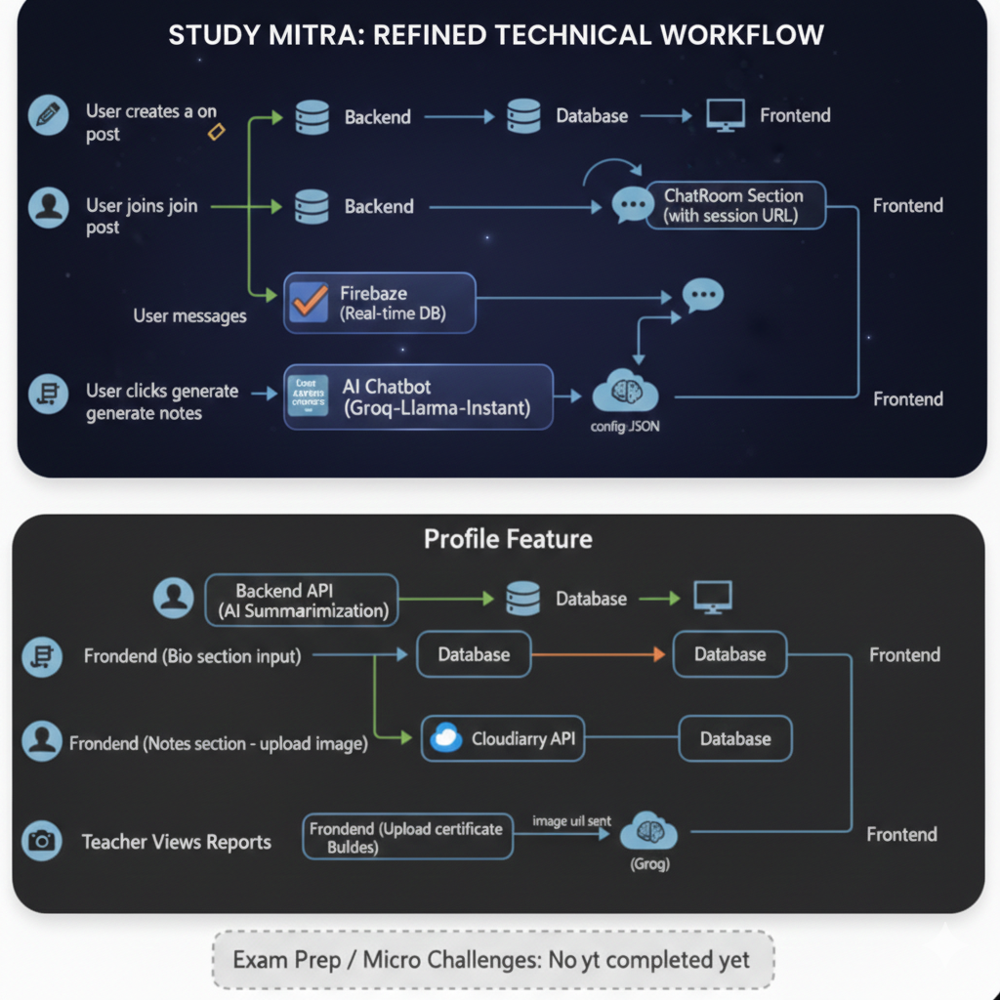 STUDY MITRA: REFINED TECHNICAL WORKFLOW
User creates a on
post
Backend
Database
Frontend
User joins join
post
Backend
ChatRoom Section
(with session URL)
Frontend
User messages
Firebaze
(Real-time DB)
User clicks generate
generate notes
AI Chatbot
(Groq-Llama-Instant)
config JSON
Frontend
Profile Feature
Backend API
(AI Summarimization)
Database
Frondend (Bio section input)
Database
Database
Frontend
Frondend (Notes section - upload image)
Cloudiarry API
Database
Teacher Views Reports
Frondend (Upload certificate
Buldes)
image uil sent
(Grog)
Frontend
Exam Prep / Micro Challenges: No yt completed yet